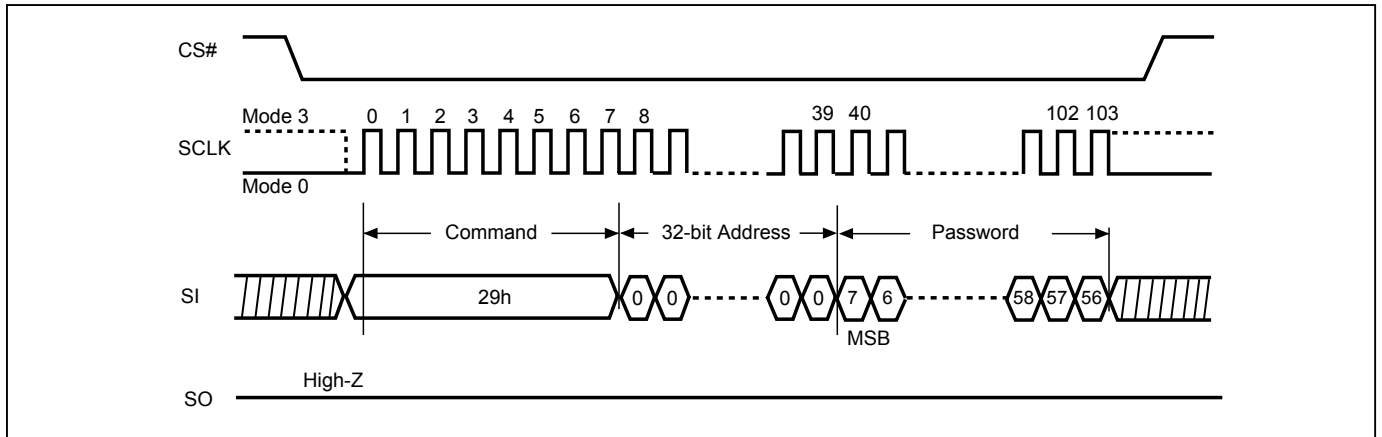 CS#
Mode 3 0 1 2 3 4 5 6 7 8 39 40 102 103
SCLK
Mode 0
Command 32-bit Address Password
SI 29h 0 0 0 0 7 6 58 57 56
MSB
High-Z
SO